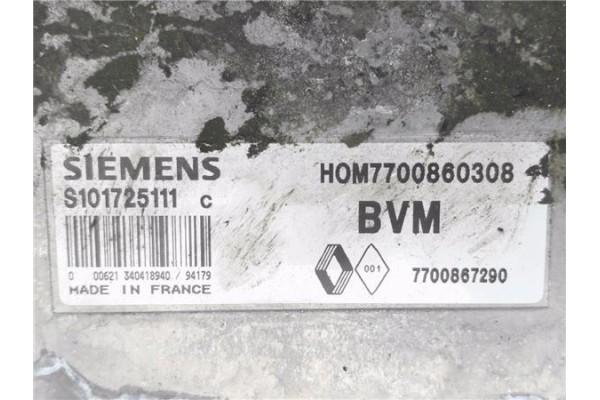 SIEMENS
HOM7700860308
S101725111 C
BVM
0 00621 340418940 / 94179
001
7700867290
MADE IN FRANCE